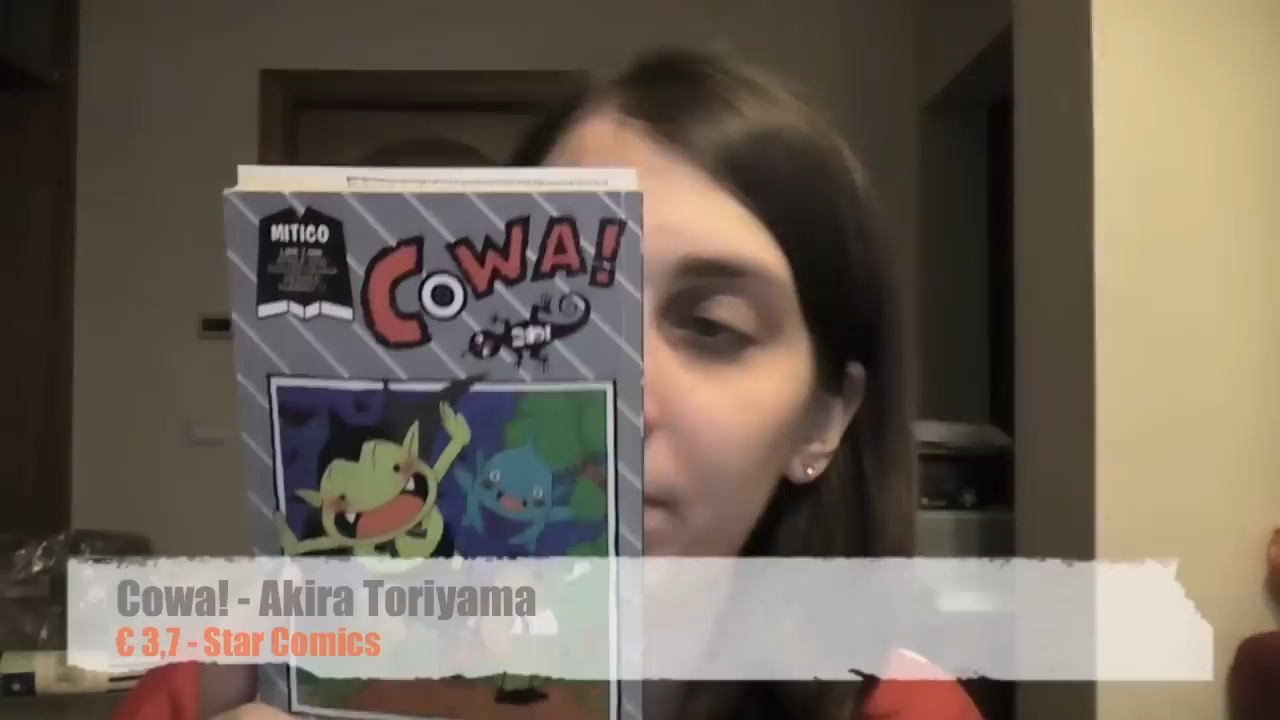 MITICO
COWA!
Cowa! - Akira Toriyama
€ 3,7 - Star Comics